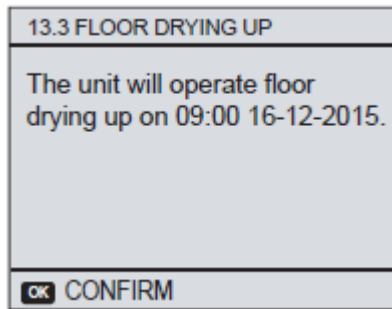 13.3 FLOOR DRYING UP
The unit will operate floor
drying up on 09:00 16-12-2015.
OK CONFIRM